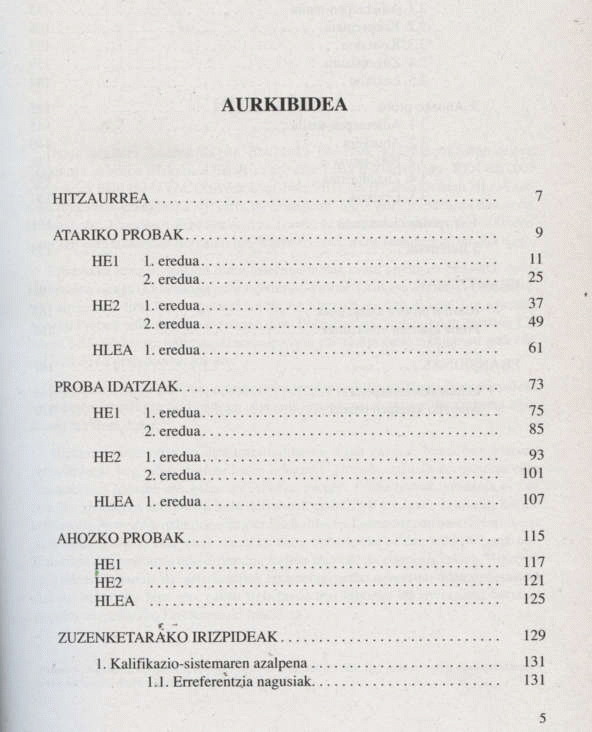 AURKIBIDEA
HITZAURREA ............................................ 7
ATARIKO PROBAK ........................................ 9
HE1 1. eredua ...................................... 11
2. eredua ...................................... 25
HE2 1. eredua ...................................... 37
2. eredua ...................................... 49
HLEA 1. eredua ...................................... 61
PROBA IDATZIAK ........................................ 73
HE1 1. eredua ...................................... 75
2. eredua ...................................... 85
HE2 1. eredua ...................................... 93
2. eredua ...................................... 101
HLEA 1. eredua ...................................... 107
AHOZKO PROBAK ........................................ 115
HE1 ............................................. 117
HE2 ............................................. 121
HLEA ............................................. 125
ZUZENKETARAKO IRIZPIDEAK ............................ 129
1. Kalifikazio-sistemaren azalpena ........................ 131
1.1. Erreferentzia nagusiak ........................ 131
5